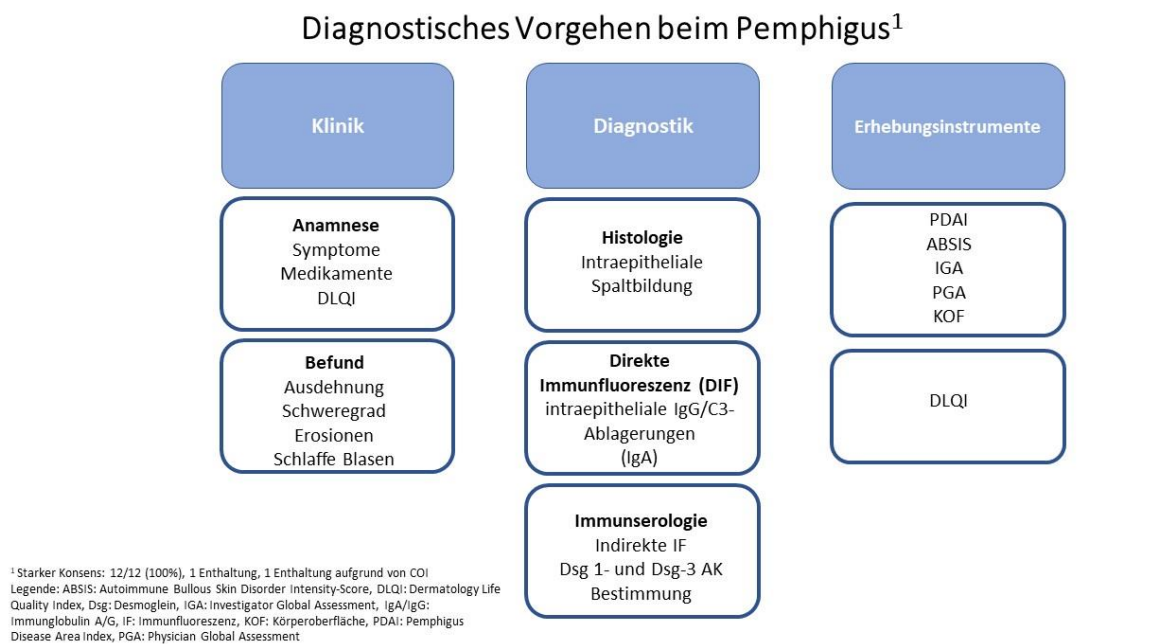 Diagnostisches Vorgehen beim Pemphigus¹
Klinik
Anamnese
Symptome
Medikamente
DLQI
Befund
Ausdehnung
Schweregrad
Erosionen
Schlaffe Blasen
Diagnostik
Histologie
Intraepitheliale
Spaltbildung
Direkte
Immunfluoreszenz (DIF)
intraepitheliale IgG/C3-
Ablagerungen
(IgA)
Immunserologie
Indirekte IF
Dsg 1- und Dsg-3 AK
Bestimmung
Erhebungsinstrumente
PDAI
ABSIS
IGA
PGA
KOF
DLQI
¹ Starker Konsens: 12/12 (100%), 1 Enthaltung, 1 Enthaltung aufgrund von COI
Legende: ABSIS: Autoimmune Bullous Skin Disorder Intensity-Score, DLQI: Dermatology Life
Quality Index, Dsg: Desmoglein, IGA: Investigator Global Assessment, IgA/IgG:
Immunglobulin A/G, IF: Immunfluoreszenz, KOF: Körperoberfläche, PDAI: Pemphigus
Disease Area Index, PGA: Physician Global Assessment